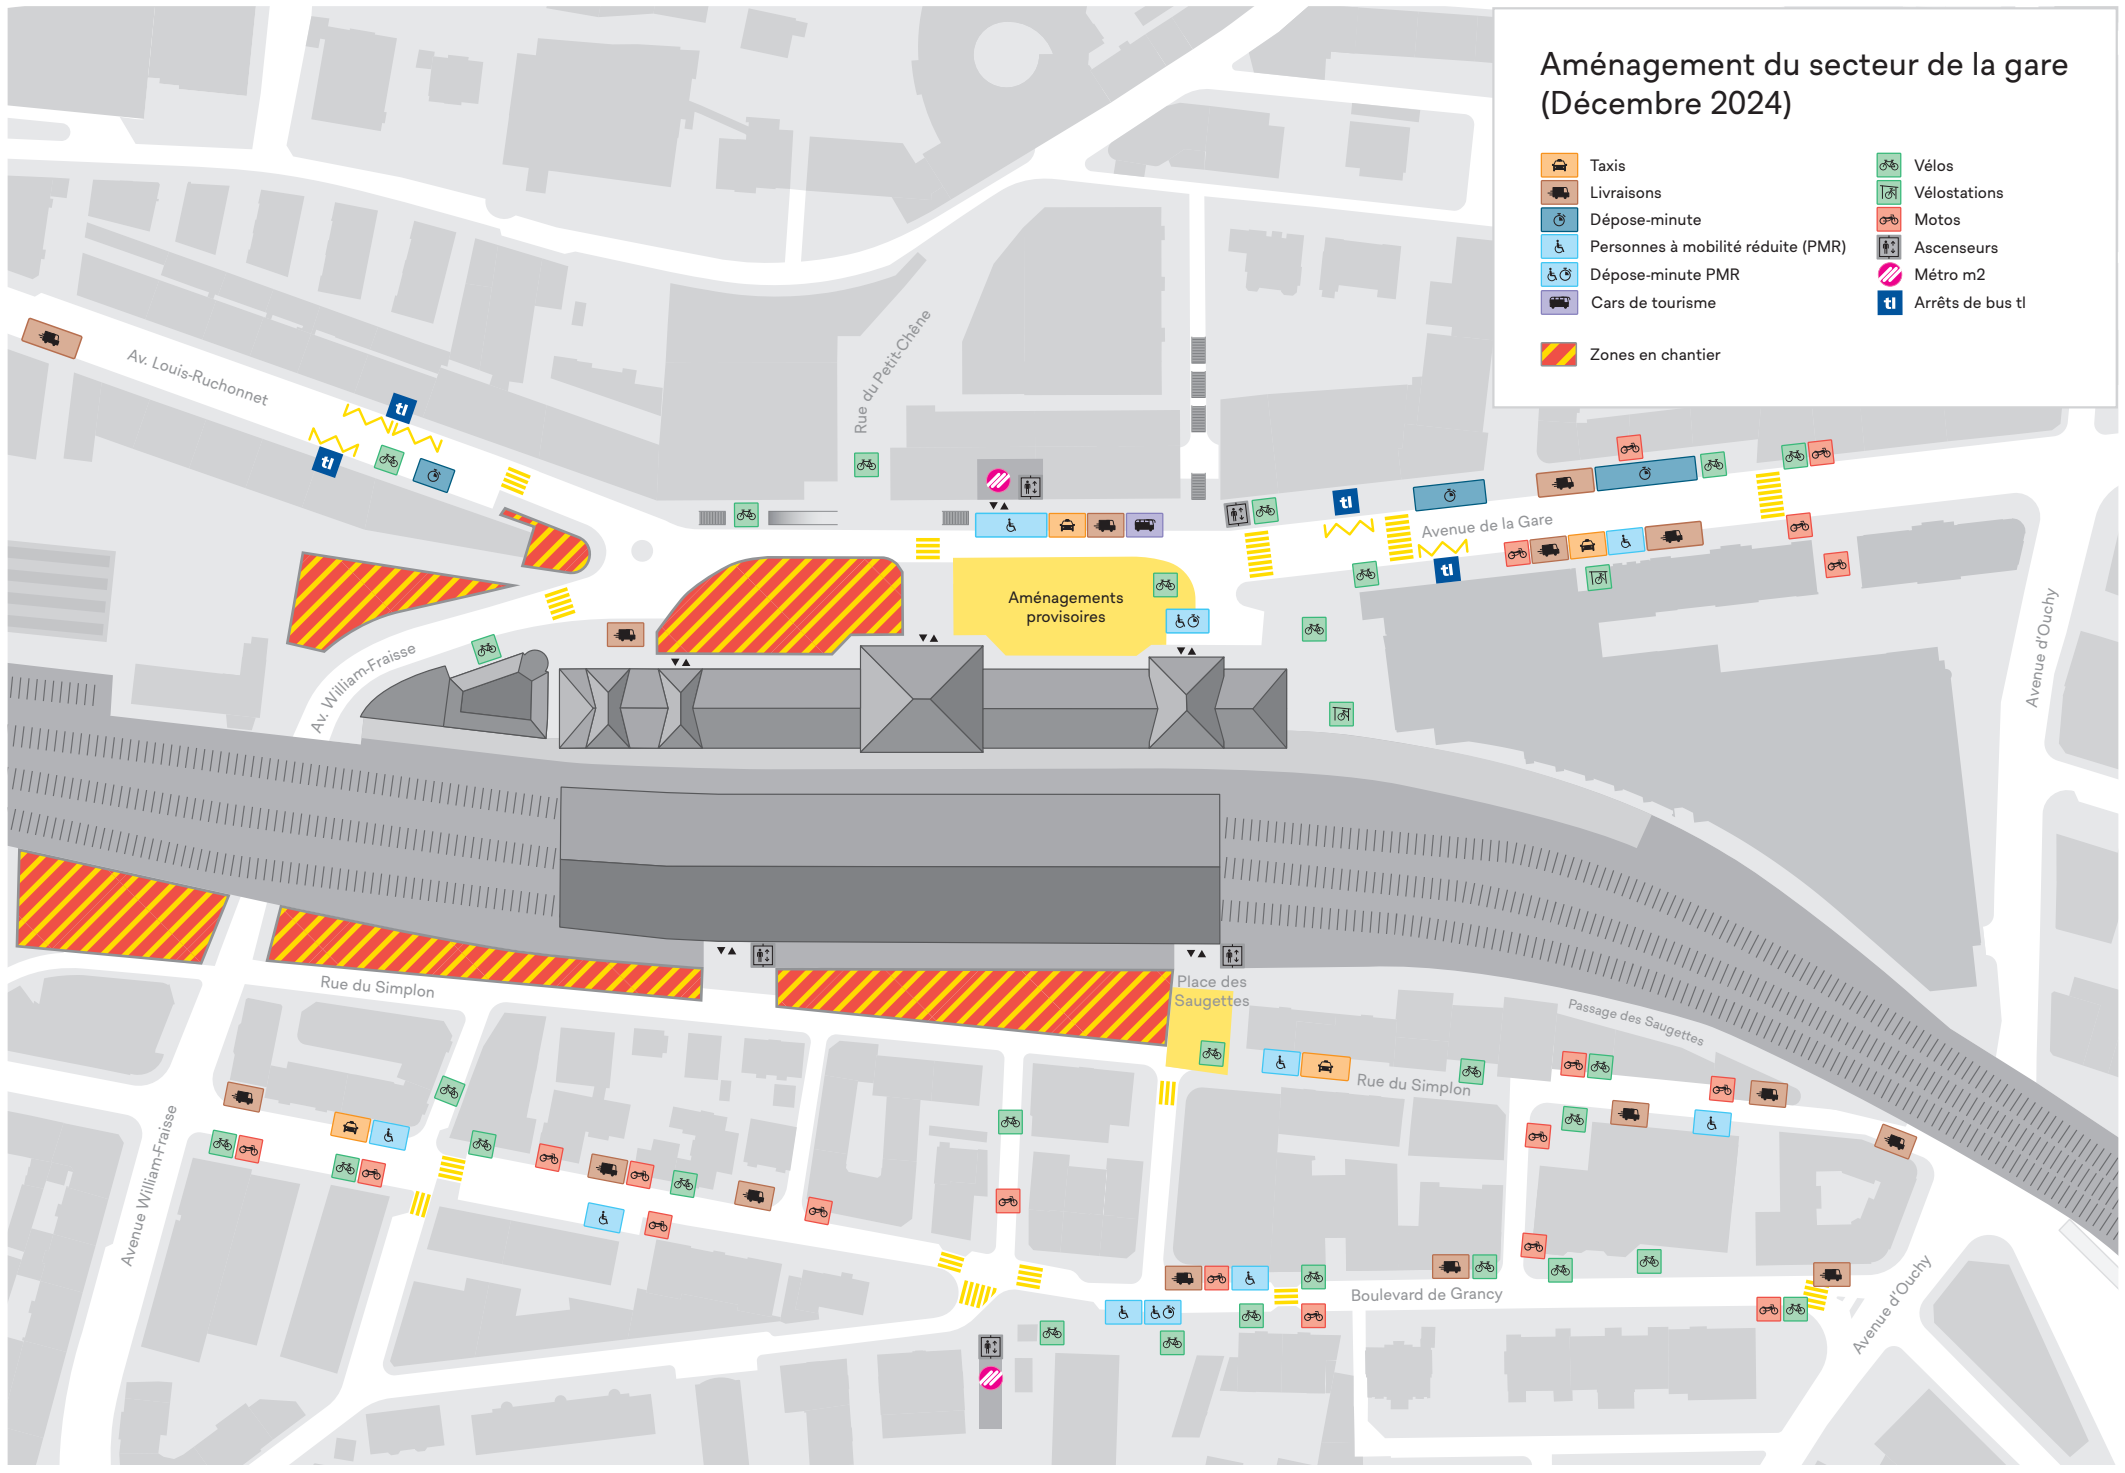 Aménagement du secteur de la gare
(Décembre 2024)
Taxis
Livraisons
Dépose-minute
Personnes à mobilité réduite (PMR)
Dépose-minute PMR
Cars de tourisme
Zones en chantier
Vélos
Vélostations
Motos
Ascenseurs
Métro m2
tl Arrêts de bus tl
Av. Louis-Ruchonnet
tl
tl
Rue du Petit-Chêne
tl
Avenue de la Gare
tl
Aménagements
provisoires
Av. William-Fraisse
Avenue d'Ouchy
Rue du Simplon
Place des
Saugettes
Passage des Saugettes
Rue du Simplon
Avenue William-Fraisse
Boulevard de Grancy
Avenue d'Ouchy